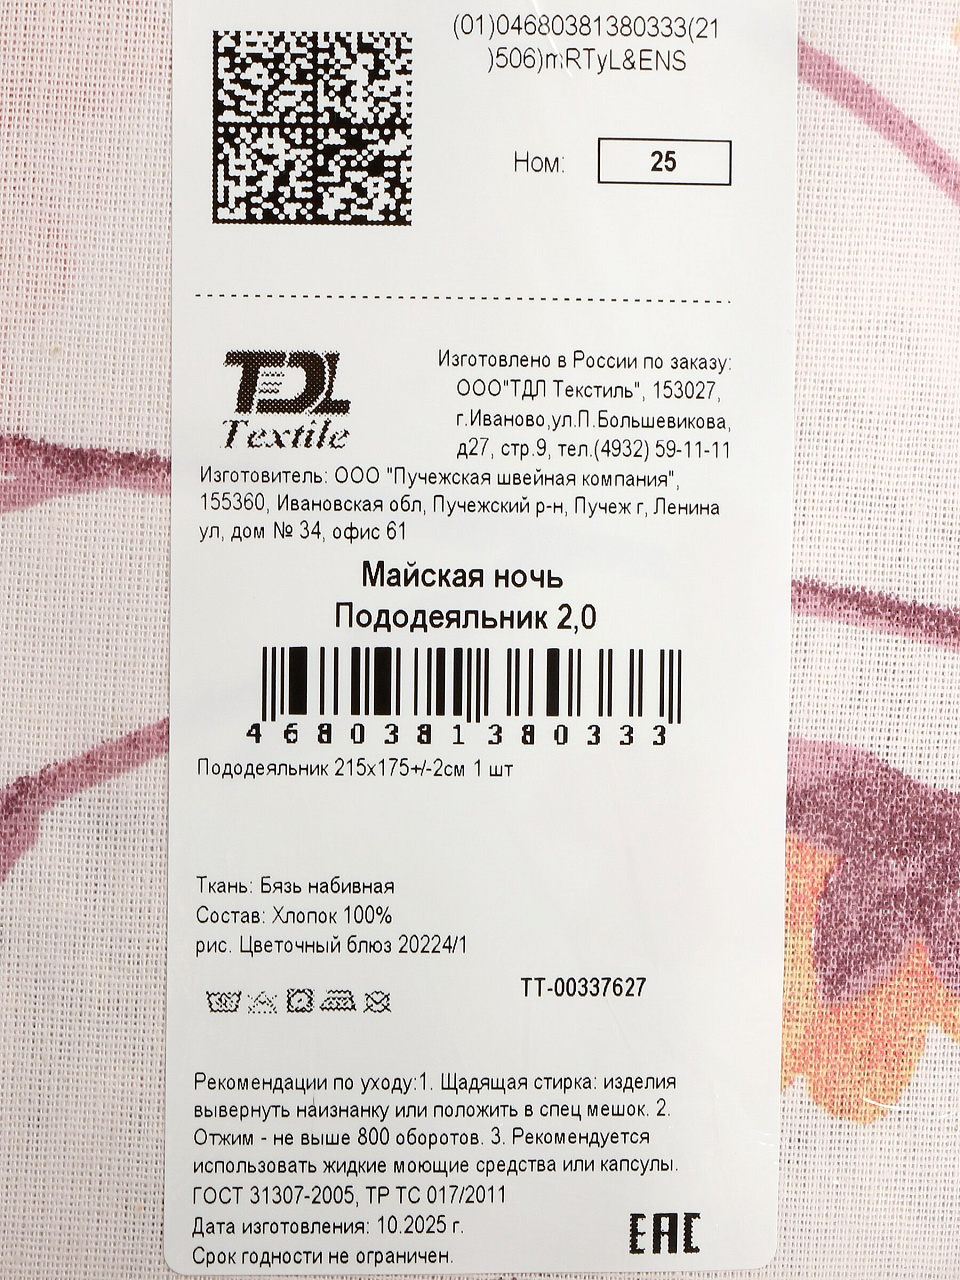 (01)04680381380333(21
)506)mRTyL&ENS
Ном: 25
TDL
Textile
Изготовлено в России по заказу:
ООО"ТДЛ Текстиль", 153027,
г.Иваново,ул.П.Большевикова,
д27, стр.9, тел.(4932) 59-11-11
Изготовитель: ООО "Пучежская швейная компания",
155360, Ивановская обл, Пучежский р-н, Пучеж г, Ленина
ул, дом № 34, офис 61
Майская ночь
Пододеяльник 2,0
4680381380333
Пододеяльник 215х175+/-2см 1 шт
Ткань: Бязь набивная
Состав: Хлопок 100%
рис. Цветочный блюз 20224/1
ТТ-00337627
Рекомендации по уходу:1. Щадящая стирка: изделия
вывернуть наизнанку или положить в спец мешок. 2.
Отжим - не выше 800 оборотов. 3. Рекомендуется
использовать жидкие моющие средства или капсулы.
ГОСТ 31307-2005, ТР ТС 017/2011
Дата изготовления: 10.2025 г.
Срок годности не ограничен.
EAC